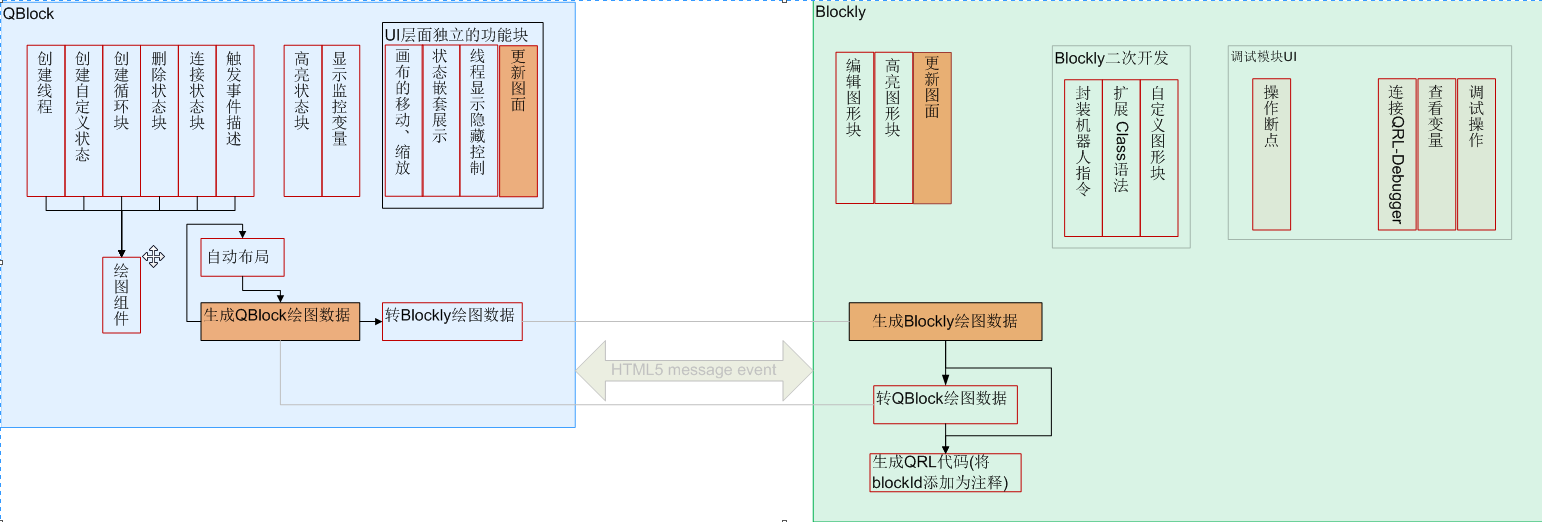 QBlock
创建线程
创建自定义状态
创建循环块
删除状态块
连接状态块
触发事件描述
高亮状态块
显示监控变量
UI层面独立的功能块
画布的移动、缩放
状态嵌套展示
线程显示隐藏控制
更新图面
绘图组件
自动布局
生成QBlock绘图数据
转Blockly绘图数据
HTML5 message event
Blockly
编辑图形块
高亮图形块
更新图面
Blockly二次开发
封装机器人指令
扩展 Class语法
自定义图形块
调试模块UI
操作断点
连接QRL-Debugger
查看变量
调试操作
生成Blockly绘图数据
转QBlock绘图数据
生成QRL代码(将
blockId添加为注释)